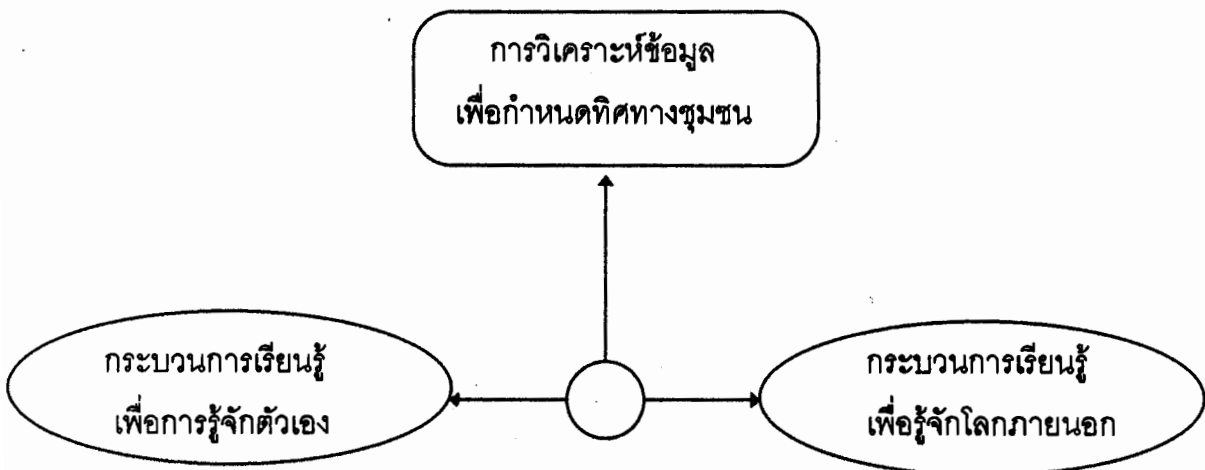 การวิเคราะห์ข้อมูล
เพื่อกำหนดทิศทางชุมชน
กระบวนการเรียนรู้
เพื่อการรู้จักตัวเอง
กระบวนการเรียนรู้
เพื่อรู้จักโลกภายนอก